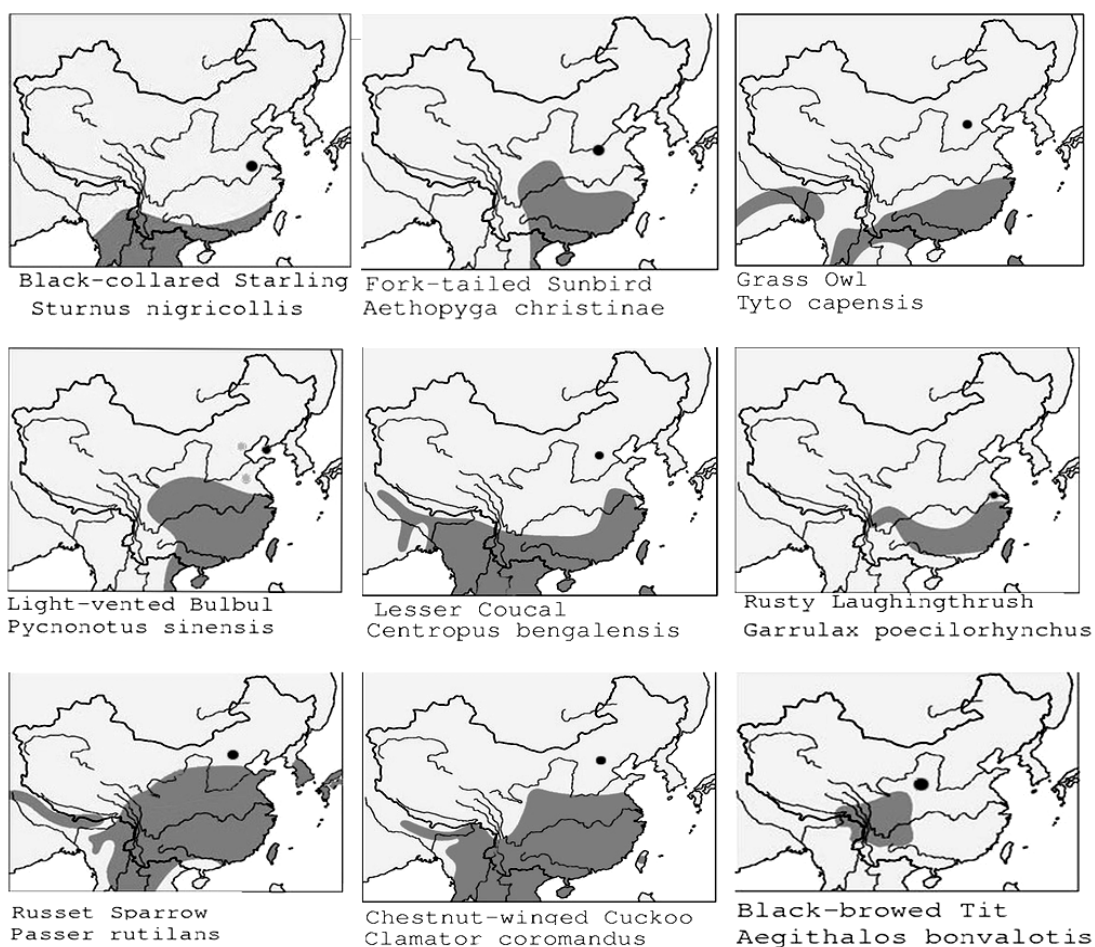 Black-collared Starling
Sturnus nigricollis
Fork-tailed Sunbird
Aethopyga christinae
Grass Owl
Tyto capensis
Light-vented Bulbul
Pycnonotus sinensis
Lesser Coucal
Centropus bengalensis
Rusty Laughingthrush
Garrulax poecilorhynchus
Russet Sparrow
Passer rutilans
Chestnut-winged Cuckoo
Clamator coromandus
Black-browed Tit
Aegithalos bonvalotis